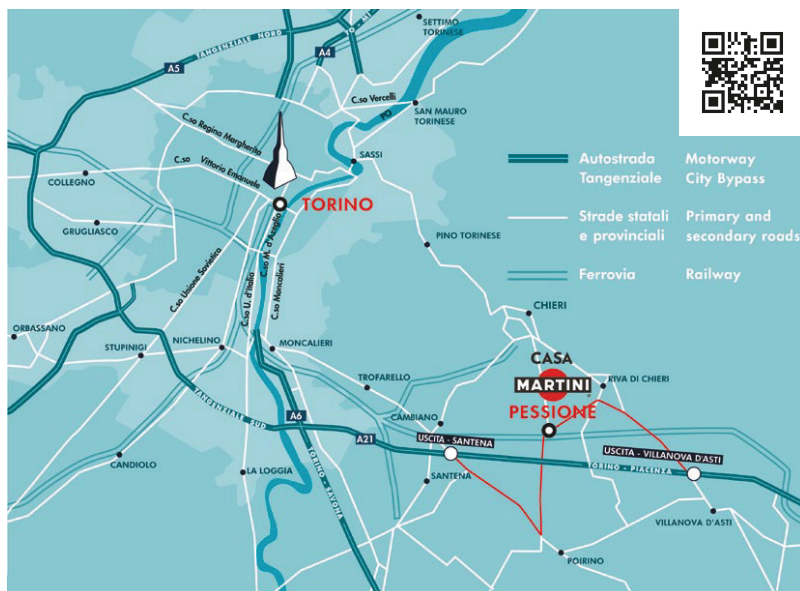 SETTIMO
TORINESE
TANGENZIALE NORD
TO - MI
A4
A5
C.so Vercelli
PO
SAN MAURO
TORINESE
C.so Regina Margherita
SASSI
C.so Vittorio Emanuele
COLLEGNO
TORINO
GRUGLIASCO
C.so M. d'Azeglio
PINO TORINESE
Autostrada
Tangenziale
Motorway
City Bypass
Strade statali
e provinciali
Primary and
secondary roads
Ferrovia
Railway
C.so Unione Sovietica
C.so U. d'Italia
C.so Moncalieri
CHIERI
ORBASSANO
STUPINIGI
NICHELINO
MONCALIERI
CASA
MARTINI
PESSIONE
RIVA DI CHIERI
TROFARELLO
CAMBIANO
TANGENZIALE SUD
A6
A21
USCITA - SANTENA
USCITA - VILLANOVA D'ASTI
TORINO - PIACENZA
CANDIOLO
LA LOGGIA
TORINO - SAVONA
SANTENA
VILLANOVA D'ASTI
POIRINO